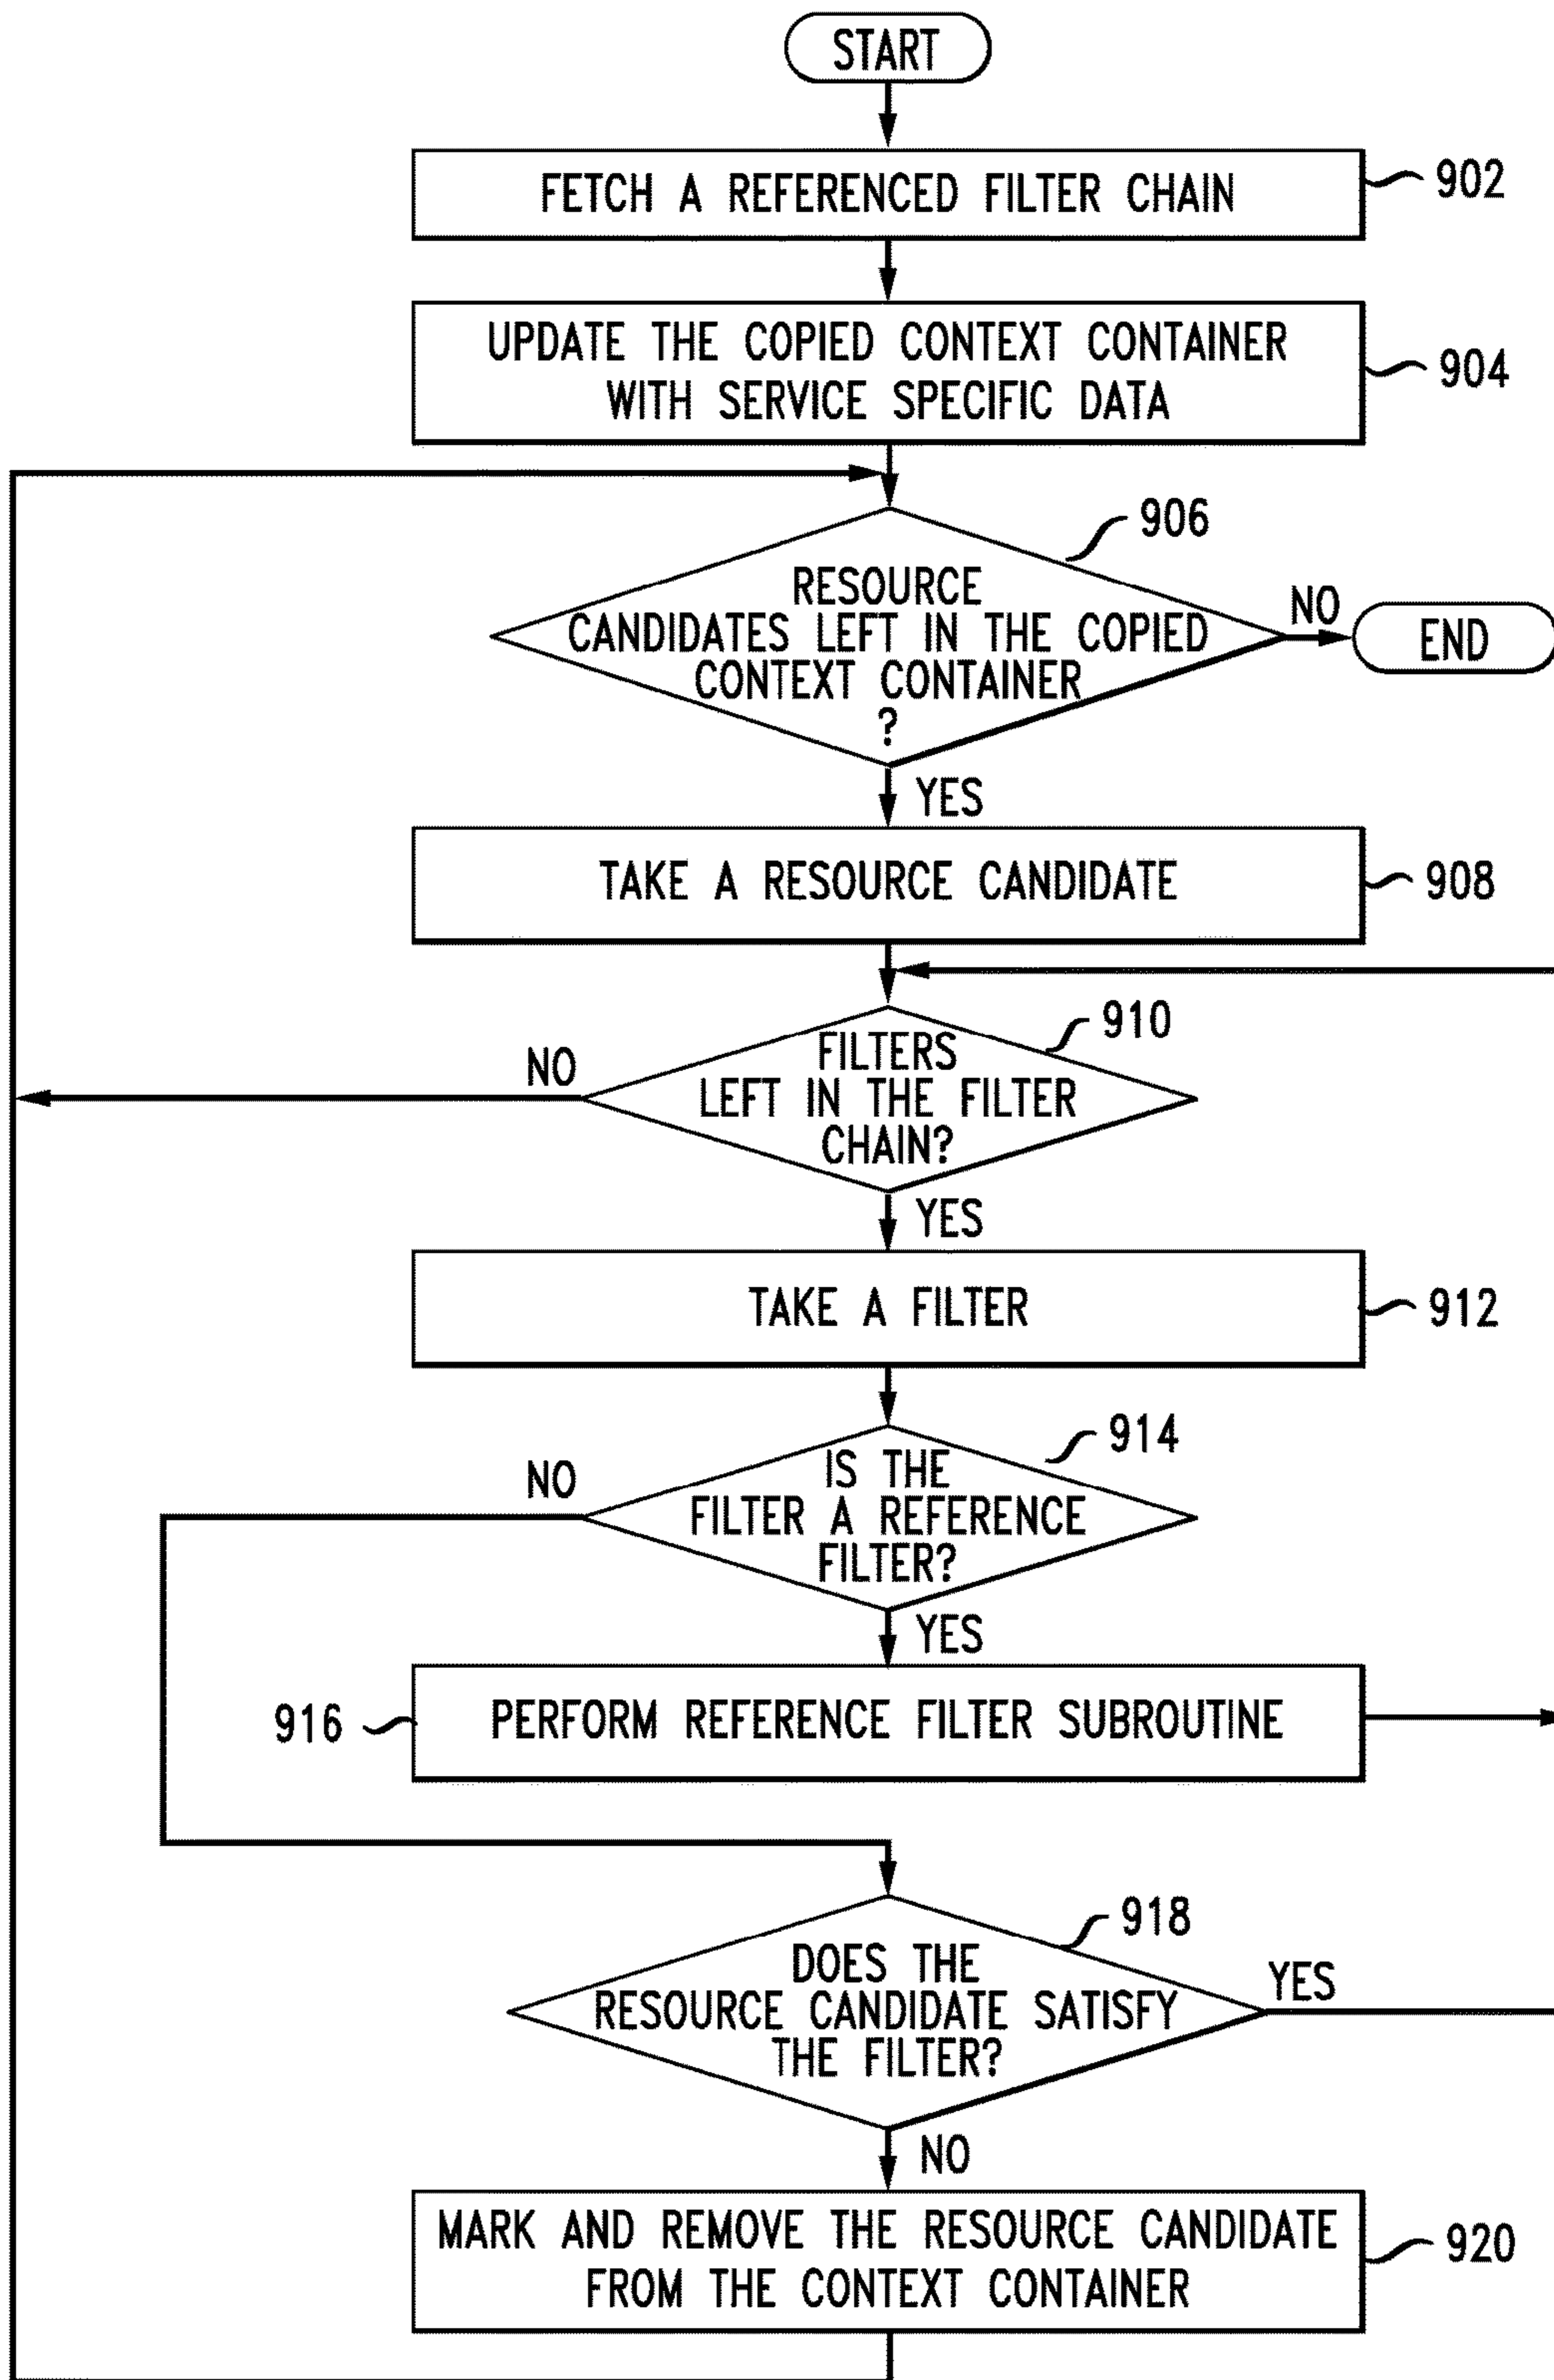 START
FETCH A REFERENCED FILTER CHAIN
902
UPDATE THE COPIED CONTEXT CONTAINER
WITH SERVICE SPECIFIC DATA
904
906
RESOURCE
CANDIDATES LEFT IN THE COPIED
CONTEXT CONTAINER
?
NO
END
YES
TAKE A RESOURCE CANDIDATE
908
910
FILTERS
LEFT IN THE FILTER
CHAIN?
NO
YES
TAKE A FILTER
912
914
IS THE
FILTER A REFERENCE
FILTER?
NO
YES
916
PERFORM REFERENCE FILTER SUBROUTINE
918
DOES THE
RESOURCE CANDIDATE SATISFY
THE FILTER?
YES
NO
MARK AND REMOVE THE RESOURCE CANDIDATE
FROM THE CONTEXT CONTAINER
920